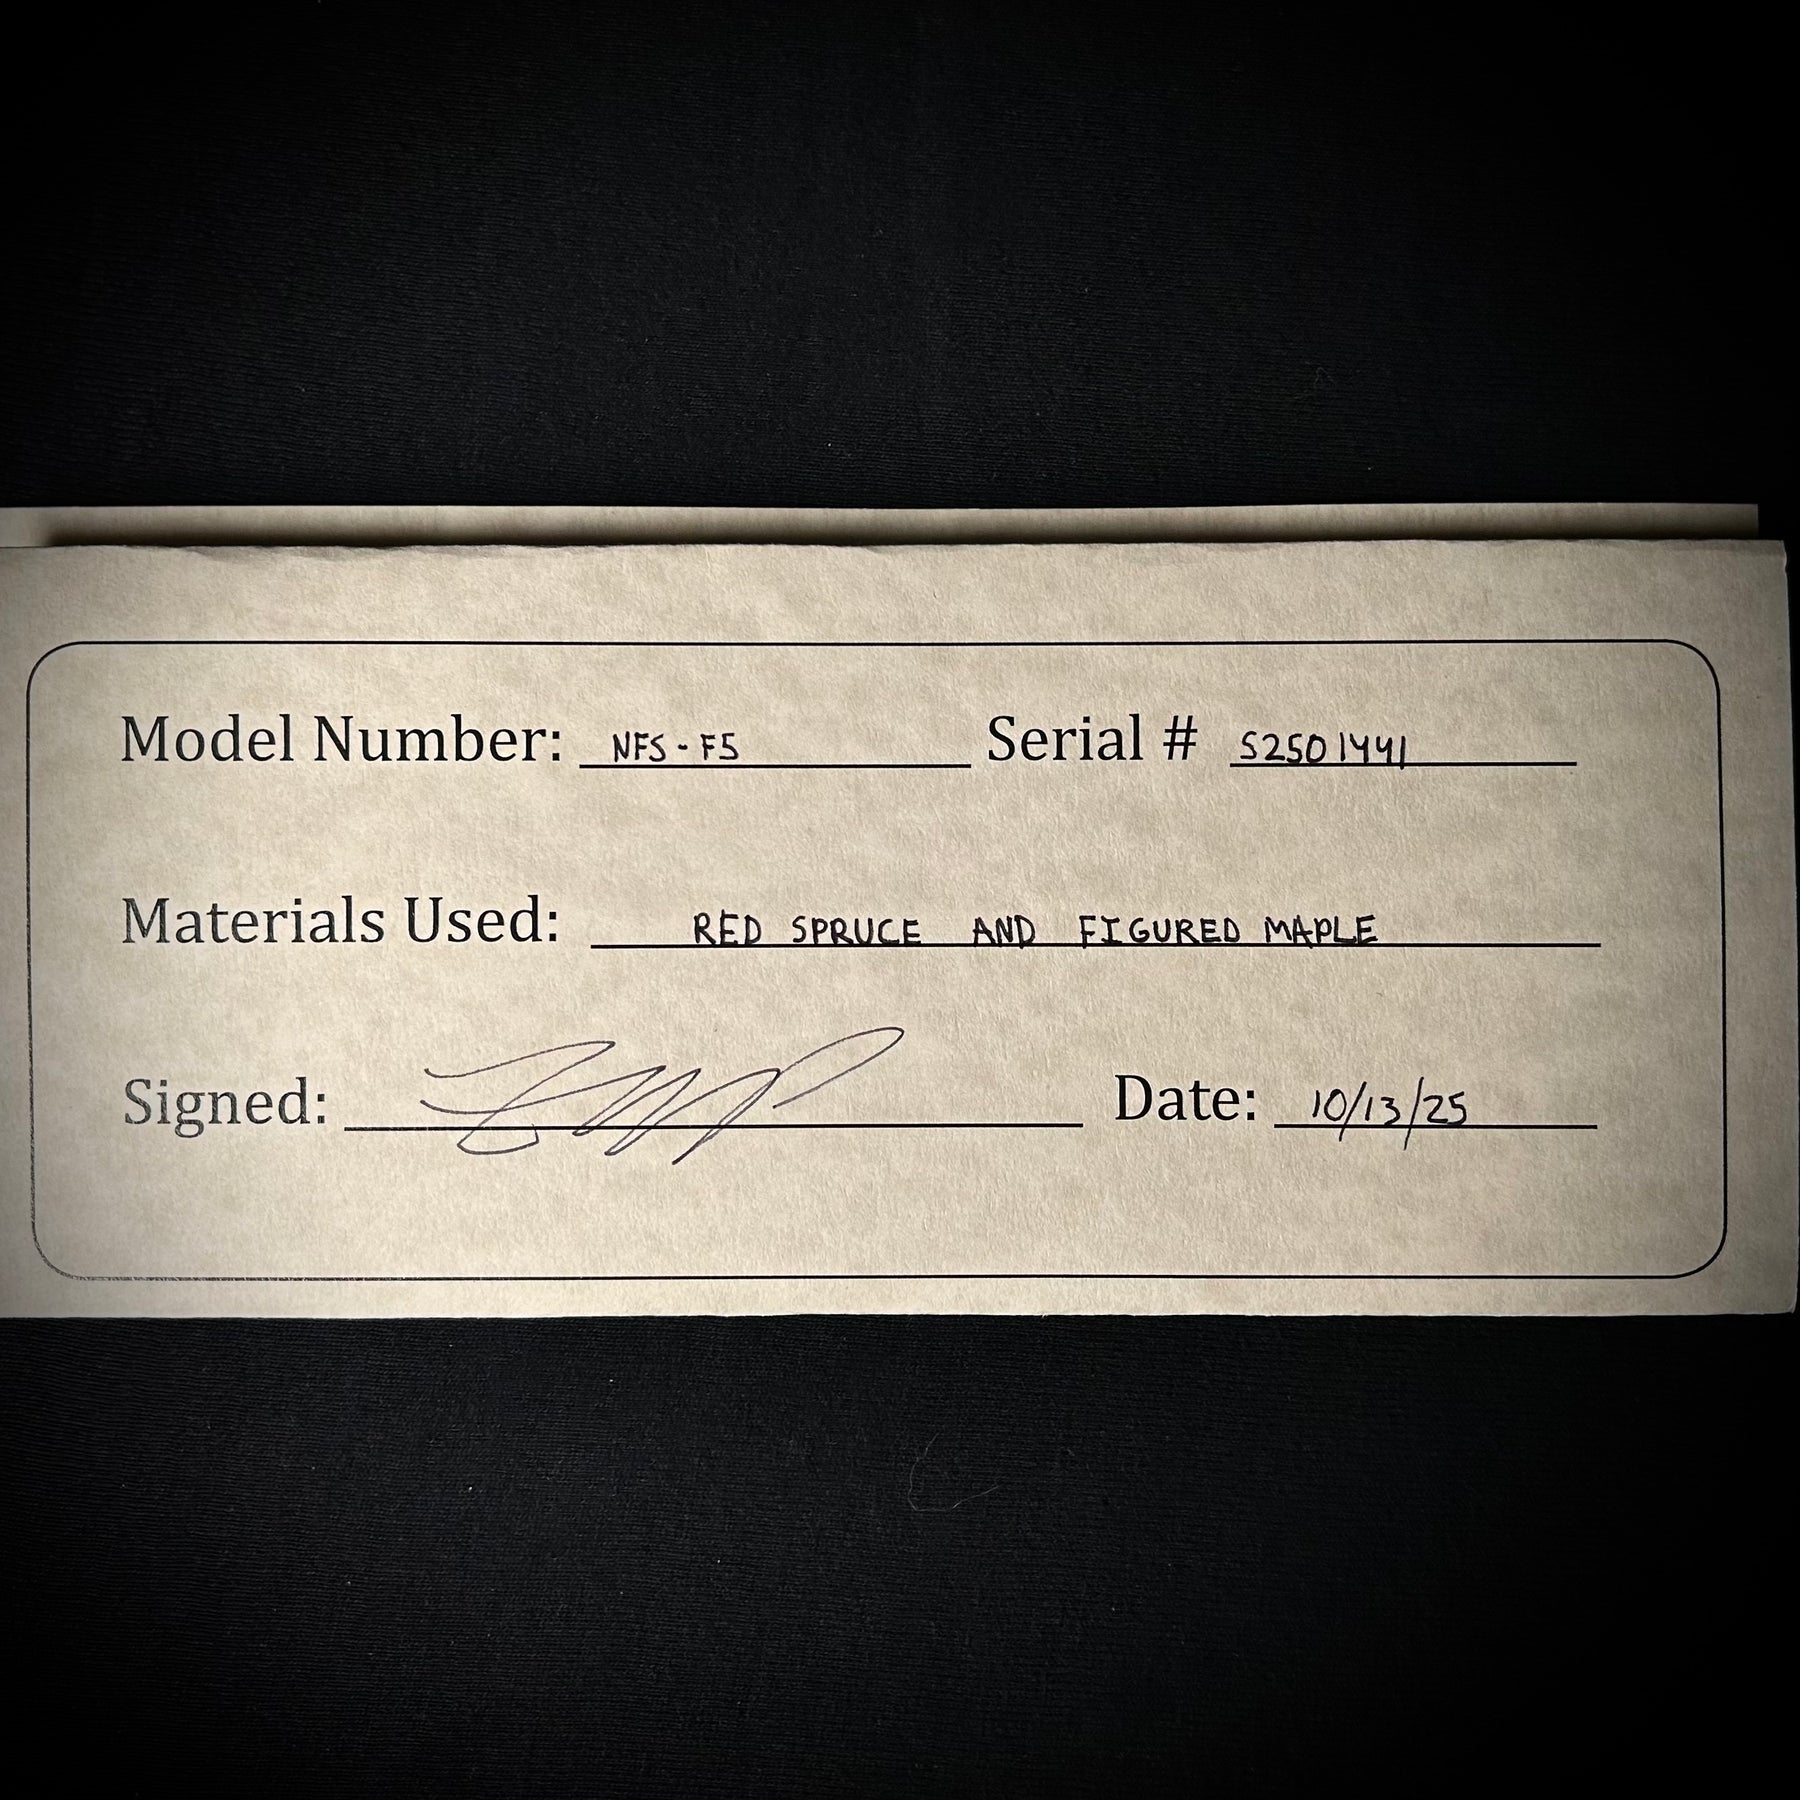 Model Number: NFS-F5 Serial # S2501441
Materials Used: RED SPRUCE AND FIGURED MAPLE
Signed: Date: 10/13/25